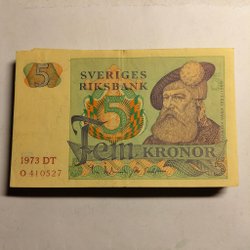 5
SVERIGES
RIKSBANK
5
1973 DT
O 410527
Fem KRONOR